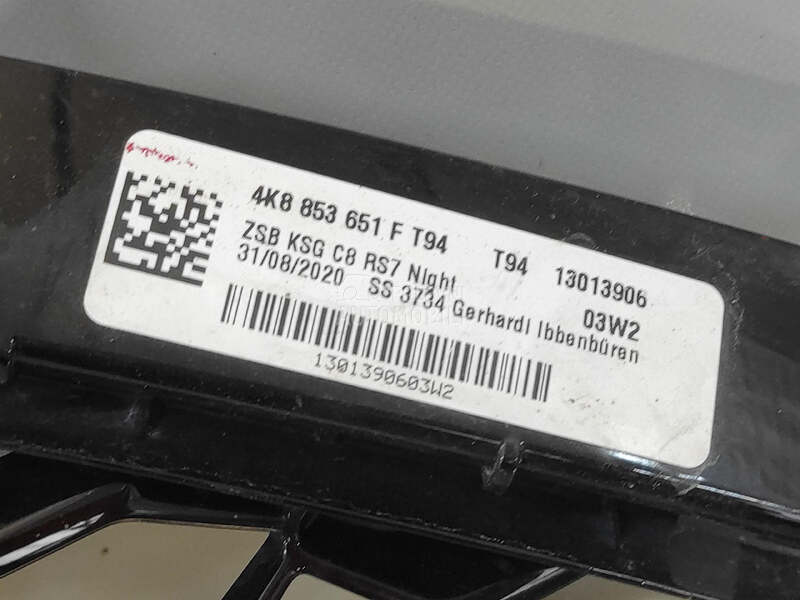 4K8 853 651 F T94 T94 13013906
ZSB KSG C8 RS7 Night 03W2
31/08/2020 SS 3734 Gerhardi Ibbenbüren
1301390603W2